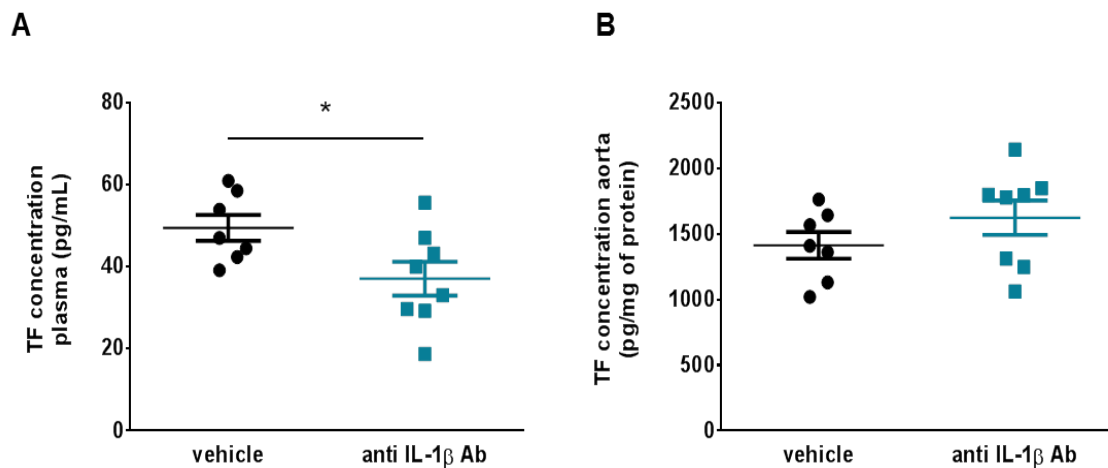 A
TF concentration
plasma (pg/mL)
80
60
40
20
0
*
vehicle
anti IL-1β Ab
B
TF concentration aorta
(pg/mg of protein)
2500
2000
1500
1000
500
0
vehicle
anti IL-1β Ab